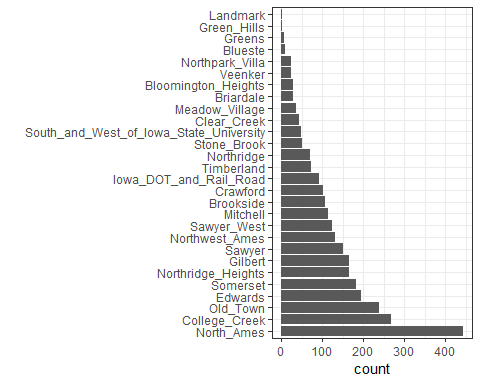 Landmark
Green_Hills
Greens
Blueste
Northpark_Villa
Veenker
Bloomington_Heights
Briardale
Meadow_Village
Clear_Creek
South_and_West_of_Iowa_State_University
Stone_Brook
Northridge
Timberland
Iowa_DOT_and_Rail_Road
Crawford
Brookside
Mitchell
Sawyer_West
Northwest_Ames
Sawyer
Gilbert
Northridge_Heights
Somerset
Edwards
Old_Town
College_Creek
North_Ames
0 100 200 300 400
count